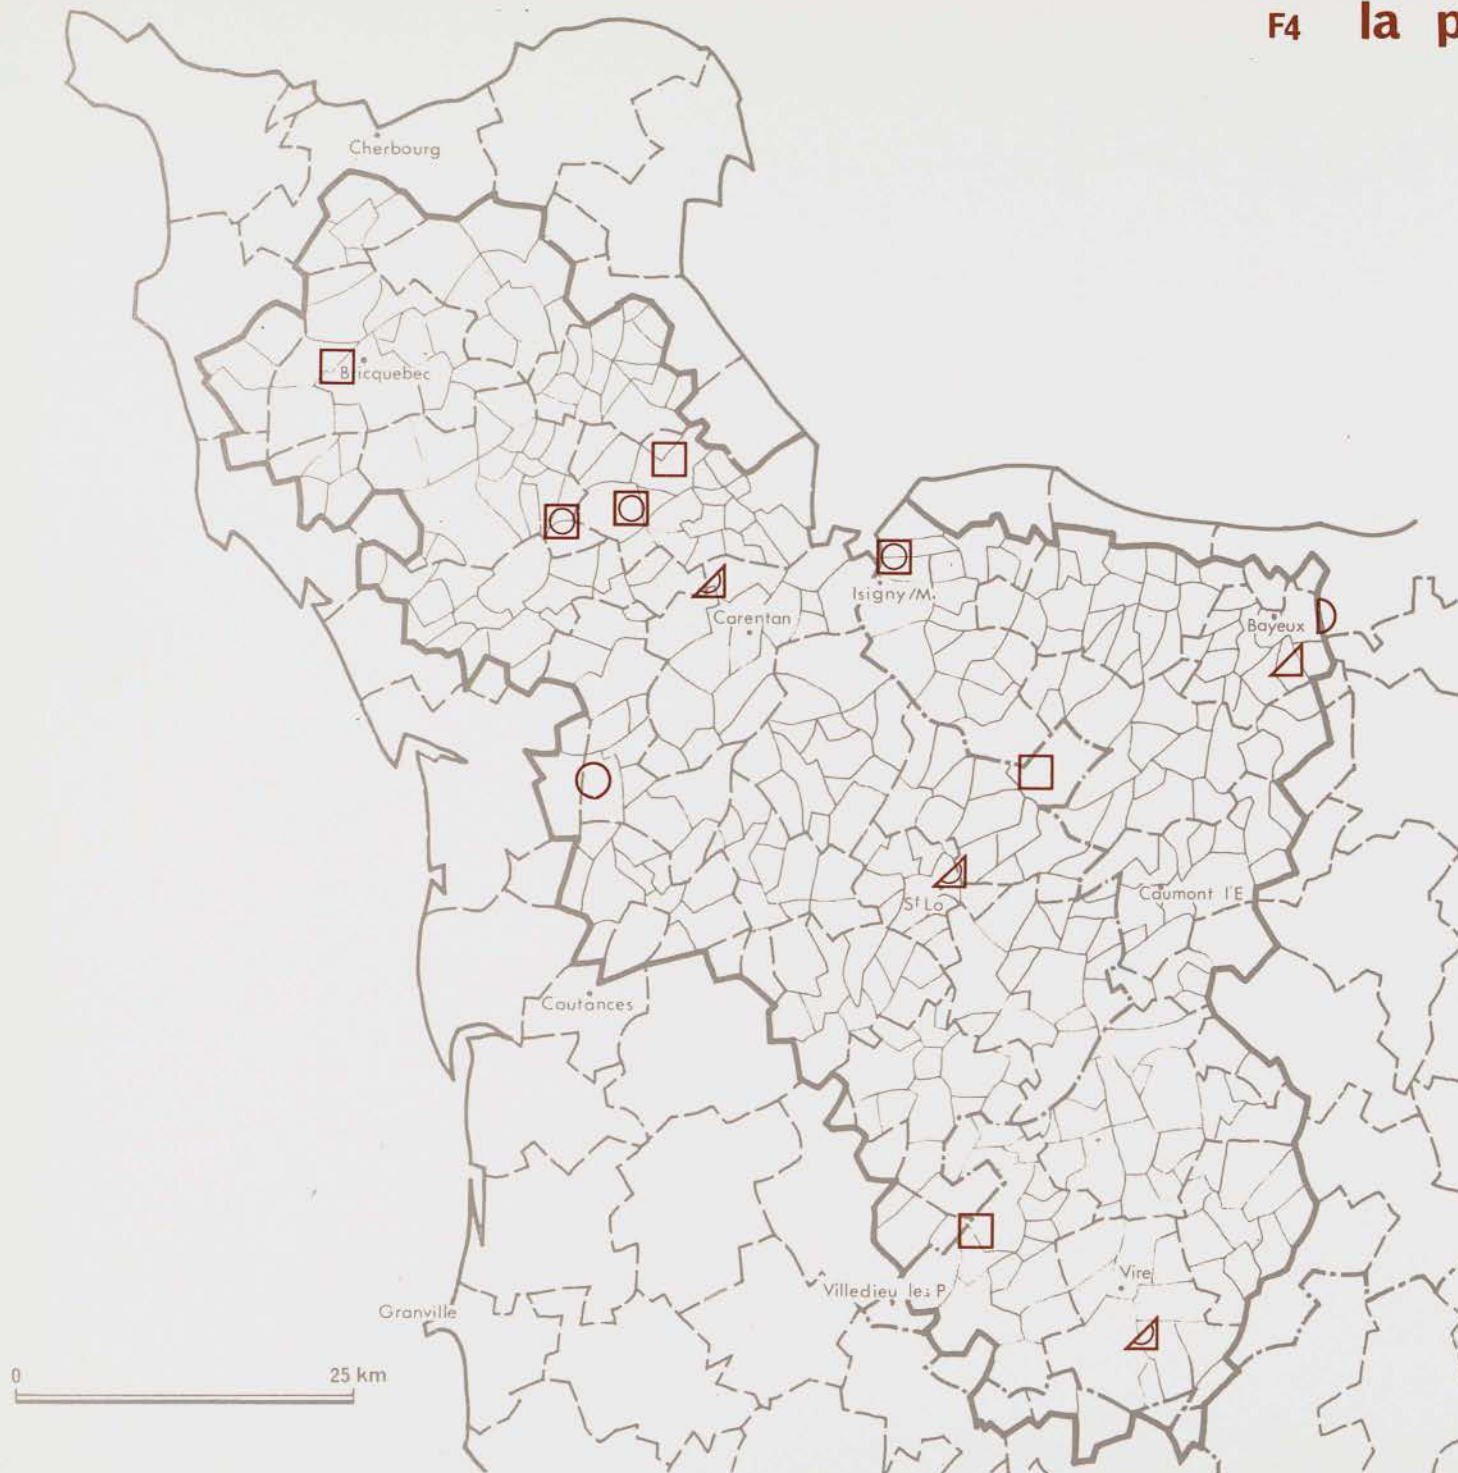 F4 la p
Cherbourg
Bricquebec
Isigny/M.
Carentan
Bayeux
St Lo
Caumont l'E
Coutances
Vire
Villedieu les P
Granville
0 25 km